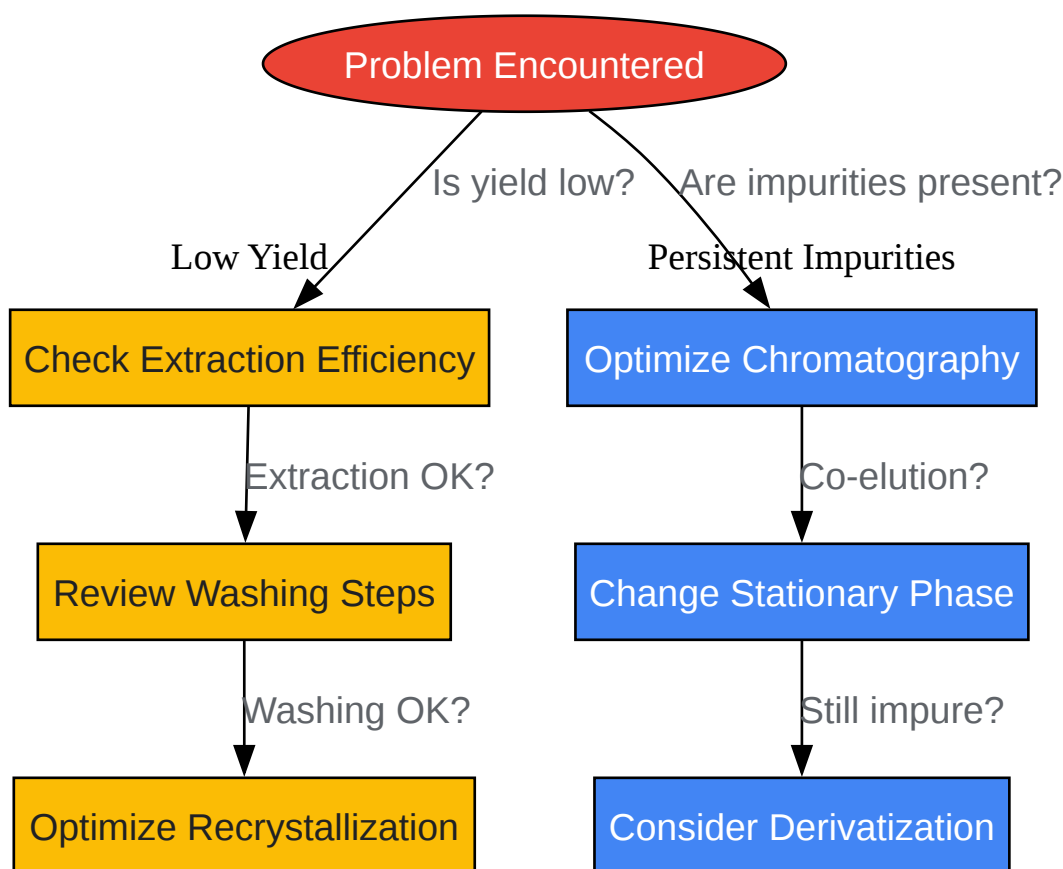 Problem Encountered
Is yield low?
Are impurities present?
Low Yield
Persistent Impurities
Check Extraction Efficiency
Optimize Chromatography
Extraction OK?
Co-elution?
Review Washing Steps
Change Stationary Phase
Washing OK?
Still impure?
Optimize Recrystallization
Consider Derivatization